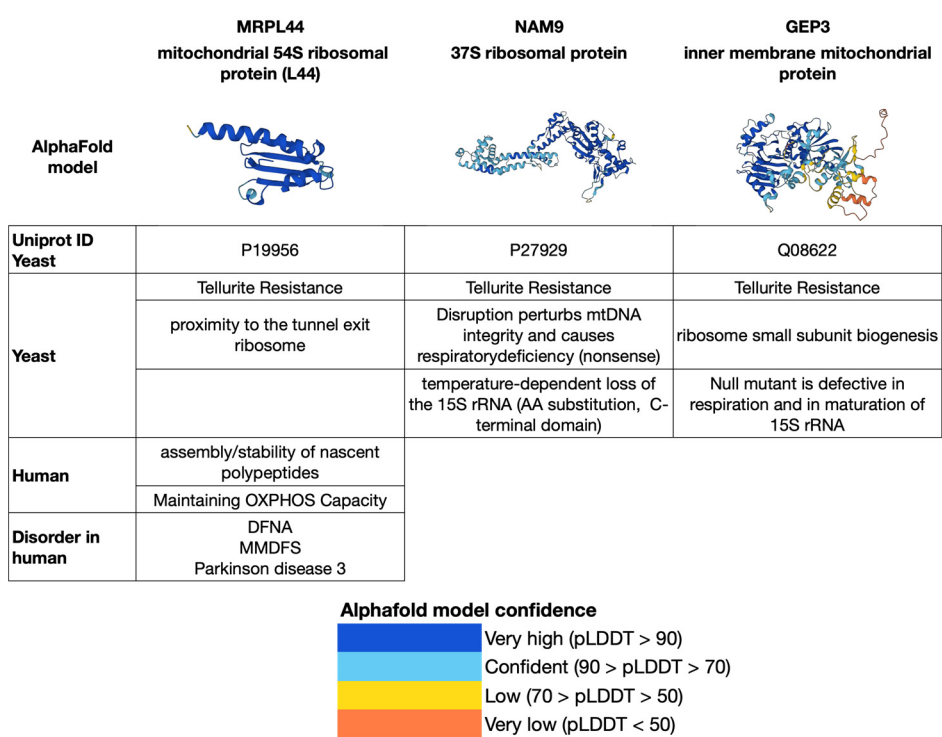 MRPL44
mitochondrial 54S ribosomal
protein (L44)
NAM9
37S ribosomal protein
GEP3
inner membrane mitochondrial
protein
AlphaFold
model
Uniprot ID
Yeast
P19956
P27929
Q08622
Yeast
Tellurite Resistance
Tellurite Resistance
Tellurite Resistance
proximity to the tunnel exit
ribosome
Disruption perturbs mtDNA
integrity and causes
respiratorydeficiency (nonsense)
ribosome small subunit biogenesis
temperature-dependent loss of
the 15S rRNA (AA substitution, C-
terminal domain)
Null mutant is defective in
respiration and in maturation of
15S rRNA
Human
assembly/stability of nascent
polypeptides
Maintaining OXPHOS Capacity
Disorder in
human
DFNA
MMDFS
Parkinson disease 3
Alphafold model confidence
Very high (pLDDT > 90)
Confident (90 > pLDDT > 70)
Low (70 > pLDDT > 50)
Very low (pLDDT < 50)